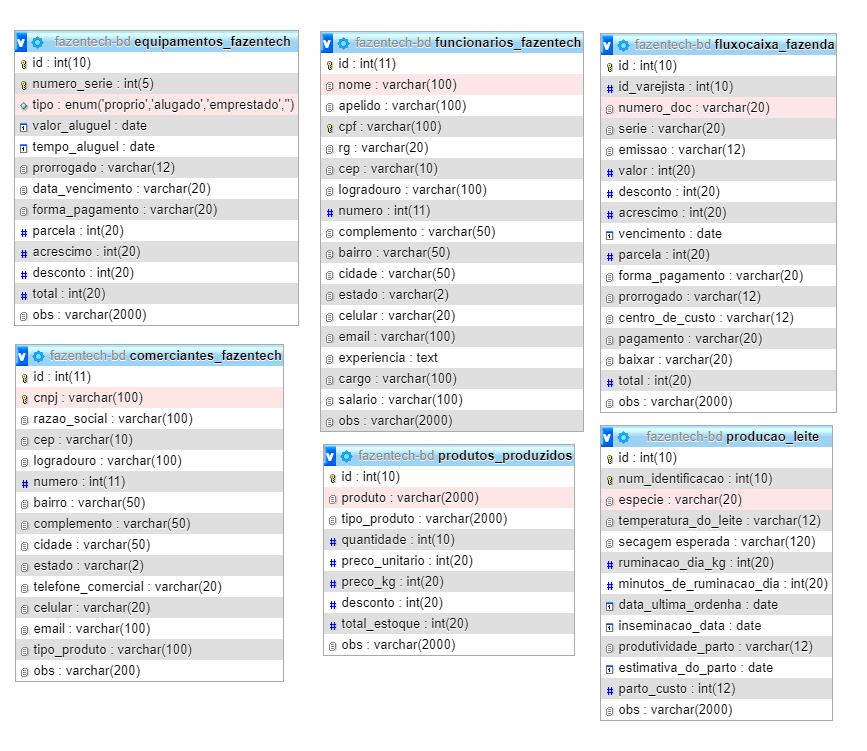 fazentech-bd equipamentos_fazentech
id : int(10)
numero_serie : int(5)
tipo : enum('proprio','alugado','emprestado','')
valor_aluguel : date
tempo_aluguel : date
prorrogado : varchar(12)
data_vencimento : varchar(20)
forma_pagamento : varchar(20)
parcela : int(20)
acrescimo : int(20)
desconto : int(20)
total : int(20)
obs : varchar(2000)
fazentech-bd comerciantes_fazentech
id : int(11)
cnpj : varchar(100)
razao_social : varchar(100)
cep : varchar(10)
logradouro : varchar(100)
numero : int(11)
bairro : varchar(50)
complemento : varchar(50)
cidade : varchar(50)
estado : varchar(2)
telefone_comercial : varchar(20)
celular : varchar(20)
email : varchar(100)
tipo_produto : varchar(100)
obs : varchar(200)
fazentech-bd funcionarios_fazentech
id : int(11)
nome : varchar(100)
apelido : varchar(100)
cpf : varchar(100)
rg : varchar(20)
cep : varchar(10)
logradouro : varchar(100)
numero : int(11)
complemento : varchar(50)
bairro : varchar(50)
cidade : varchar(50)
estado : varchar(2)
celular : varchar(20)
email : varchar(100)
experiencia : text
cargo : varchar(100)
salario : varchar(100)
obs : varchar(2000)
fazentech-bd produtos_produzidos
id : int(10)
produto : varchar(2000)
tipo_produto : varchar(2000)
quantidade : int(10)
preco_unitario : int(20)
preco_kg : int(20)
desconto : int(20)
total_estoque : int(20)
obs : varchar(2000)
fazentech-bd fluxocaixa_fazenda
id : int(10)
id_varejista : int(10)
numero_doc : varchar(20)
serie : varchar(20)
emissao : varchar(12)
valor : int(20)
desconto : int(20)
acrescimo : int(20)
vencimento : date
parcela : int(20)
forma_pagamento : varchar(20)
prorrogado : varchar(12)
centro_de_custo : varchar(12)
pagamento : varchar(20)
baixar : varchar(20)
total : int(20)
obs : varchar(2000)
fazentech-bd producao_leite
id : int(10)
num_identificacao : int(10)
especie : varchar(20)
temperatura_do_leite : varchar(12)
secagem esperada : varchar(120)
ruminacao_dia_kg : int(20)
minutos_de_ruminacao_dia : int(20)
data_ultima_ordenha : date
inseminacao_data : date
produtividade_parto : varchar(12)
estimativa_do_parto : date
parto_custo : int(12)
obs : varchar(2000)